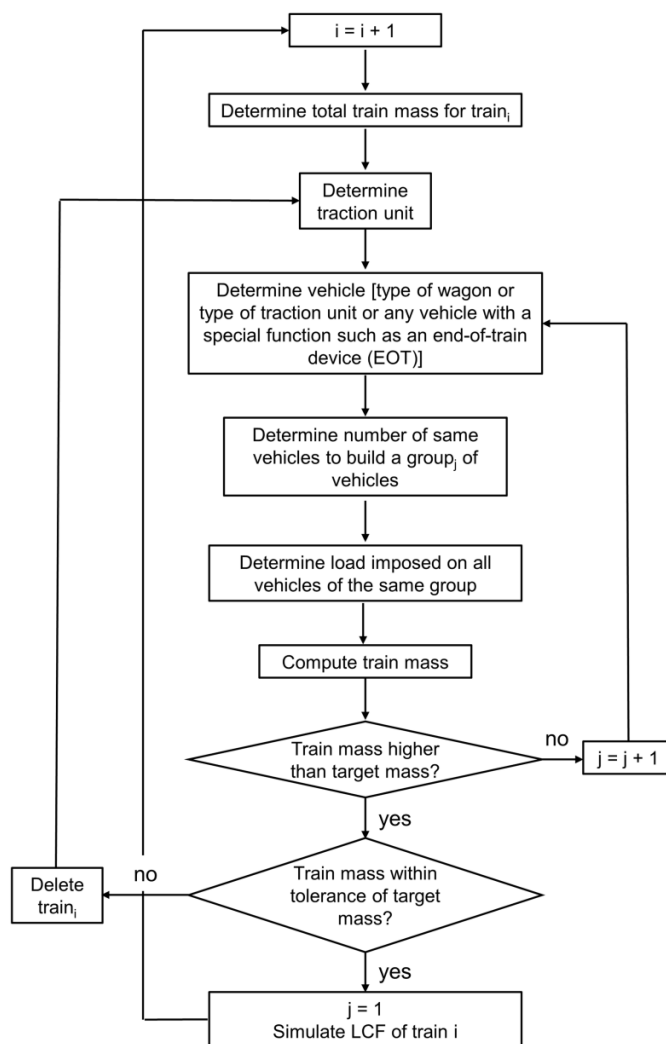 i = i + 1
Determine total train mass for trainᵢ
Determine
traction unit
Determine vehicle [type of wagon or
type of traction unit or any vehicle with a
special function such as an end-of-train
device (EOT)]
Determine number of same
vehicles to build a groupⱼ of
vehicles
Determine load imposed on all
vehicles of the same group
Compute train mass
Train mass higher
than target mass?
no
j = j + 1
yes
Train mass within
tolerance of target
mass?
no
Delete
trainᵢ
yes
j = 1
Simulate LCF of train i